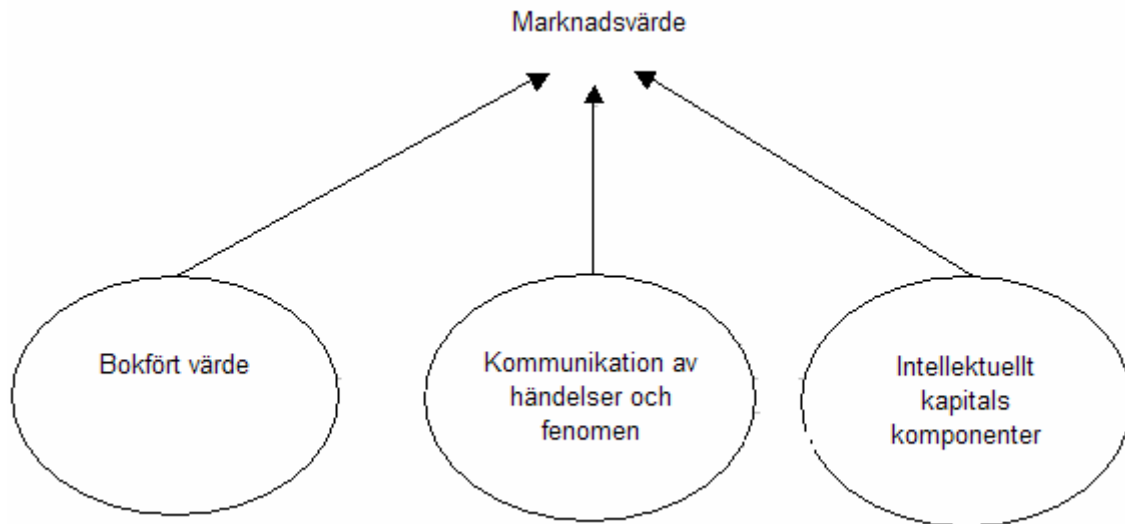 Marknadsvärde
Bokfört värde
Kommunikation av
händelser och
fenomen
Intellektuellt
kapitals
komponenter